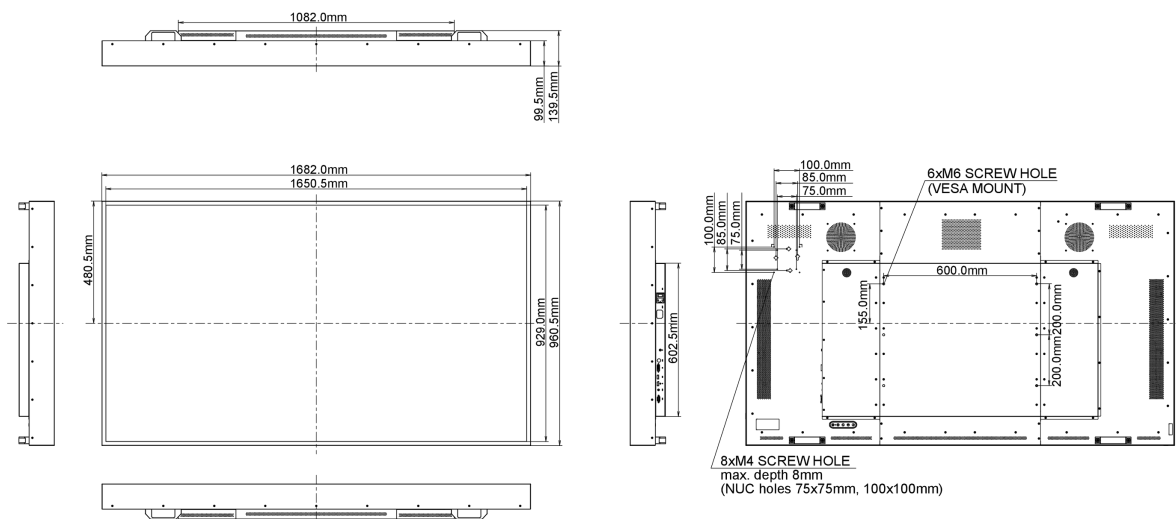 1082.0mm
99.5mm
139.5mm
1682.0mm
1650.5mm
480.5mm
929.0mm
960.5mm
602.5mm
100.0mm
85.0mm
75.0mm
100.0mm
85.0mm
75.0mm
6xM6 SCREW HOLE
(VESA MOUNT)
600.0mm
155.0mm
200.0mm
200.0mm
8xM4 SCREW HOLE
max. depth 8mm
(NUC holes 75x75mm, 100x100mm)